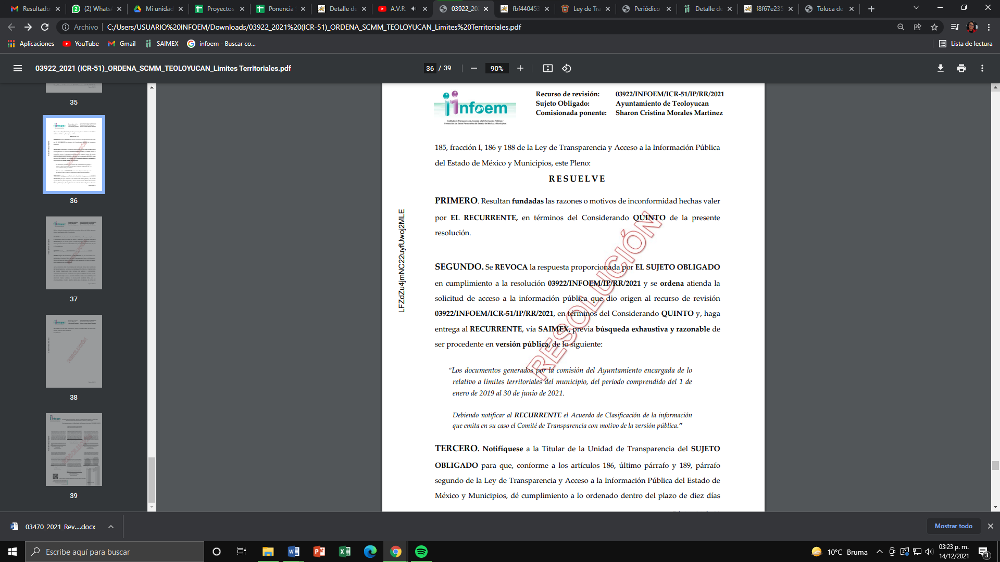 Resultado
(2) Whats
Mi unidad
Proyectos
Ponencia
Detalle de
A.V.R.
03922_20
fbf440453
Ley de Tra
Periódico
Detalle de
f8f67e235
Toluca de
Archivo C:/Users/USUARIO%20INFOEM/Downloads/03922_2021%20(ICR-51)_ORDENA_SCMM_TEOLOYUCAN_Limites%20Territoriales.pdf
Aplicaciones YouTube Gmail SAIMEX infoem - Buscar co... Lista de lectura
03922_2021 (ICR-51)_ORDENA_SCMM_TEOLOYUCAN_Limites Territoriales.pdf 36 / 39 90%
35
36
37
38
39
infoem
Instituto de Transparencia, Acceso a la Información Pública y
Protección de Datos Personales del Estado de México y Municipios
Recurso de revisión: 03922/INFOEM/ICR-51/IP/RR/2021
Sujeto Obligado: Ayuntamiento de Teoloyucan
Comisionada ponente: Sharon Cristina Morales Martínez
185, fracción I, 186 y 188 de la Ley de Transparencia y Acceso a la Información Pública
del Estado de México y Municipios, este Pleno:
R E S U E L V E
PRIMERO. Resultan fundadas las razones o motivos de inconformidad hechas valer
por EL RECURRENTE, en términos del Considerando QUINTO de la presente
resolución.
SEGUNDO. Se REVOCA la respuesta proporcionada por EL SUJETO OBLIGADO
en cumplimiento a la resolución 03922/INFOEM/IP/RR/2021 y se ordena atienda la
solicitud de acceso a la información pública que dio origen al recurso de revisión
03922/INFOEM/ICR-51/IP/RR/2021, en términos del Considerando QUINTO y, haga
entrega al RECURRENTE, vía SAIMEX, previa búsqueda exhaustiva y razonable de
ser procedente en versión pública, de lo siguiente:
“Los documentos generados por la comisión del Ayuntamiento encargada de lo
relativo a límites territoriales del municipio, del periodo comprendido del 1 de
enero de 2019 al 30 de junio de 2021.
Debiendo notificar al RECURRENTE el Acuerdo de Clasificación de la información
que emita en su caso el Comité de Transparencia con motivo de la versión pública.”
TERCERO. Notifíquese a la Titular de la Unidad de Transparencia del SUJETO
OBLIGADO para que, conforme a los artículos 186, último párrafo y 189, párrafo
segundo de la Ley de Transparencia y Acceso a la Información Pública del Estado de
México y Municipios, dé cumplimiento a lo ordenado dentro del plazo de diez días
LFZdZu4jmNC22uyfUwoj2MLE
RESOLUCIÓN
03470_2021_Rev....docx
Mostrar todo
Escribe aquí para buscar
10°C Bruma
03:23 p. m.
14/12/2021
3